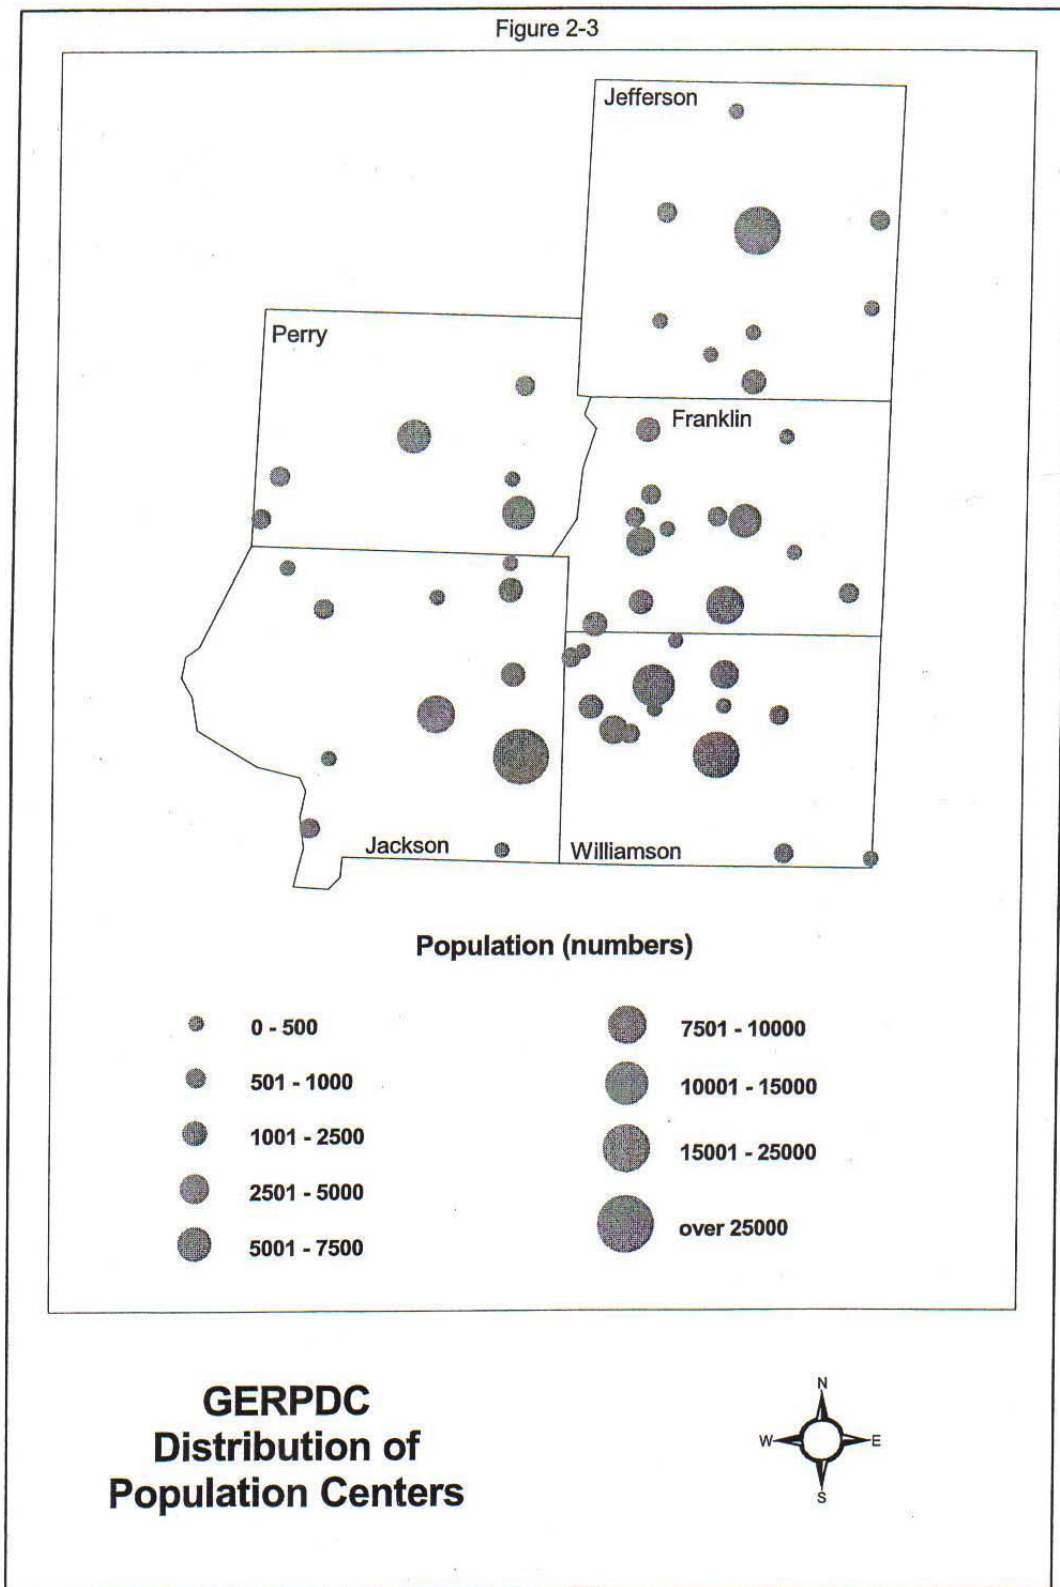 Figure 2-3
Jefferson
Perry
Franklin
Jackson
Williamson
Population (numbers)
0 - 500
501 - 1000
1001 - 2500
2501 - 5000
5001 - 7500
7501 - 10000
10001 - 15000
15001 - 25000
over 25000
GERPDC
Distribution of
Population Centers
N
W
E
S